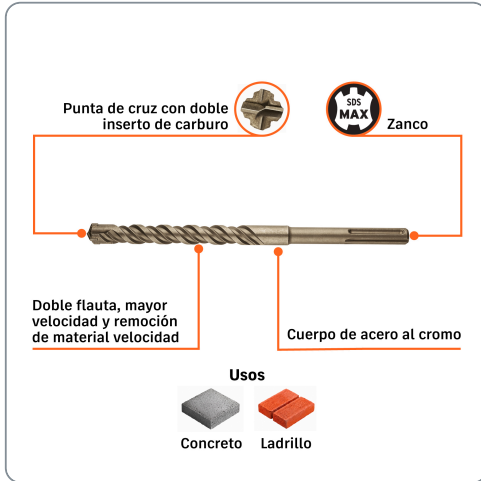 Punta de cruz con doble
inserto de carburo
SDS
MAX
Zanco
Doble flauta, mayor
velocidad y remoción
de material velocidad
Cuerpo de acero al cromo
Usos
Concreto
Ladrillo